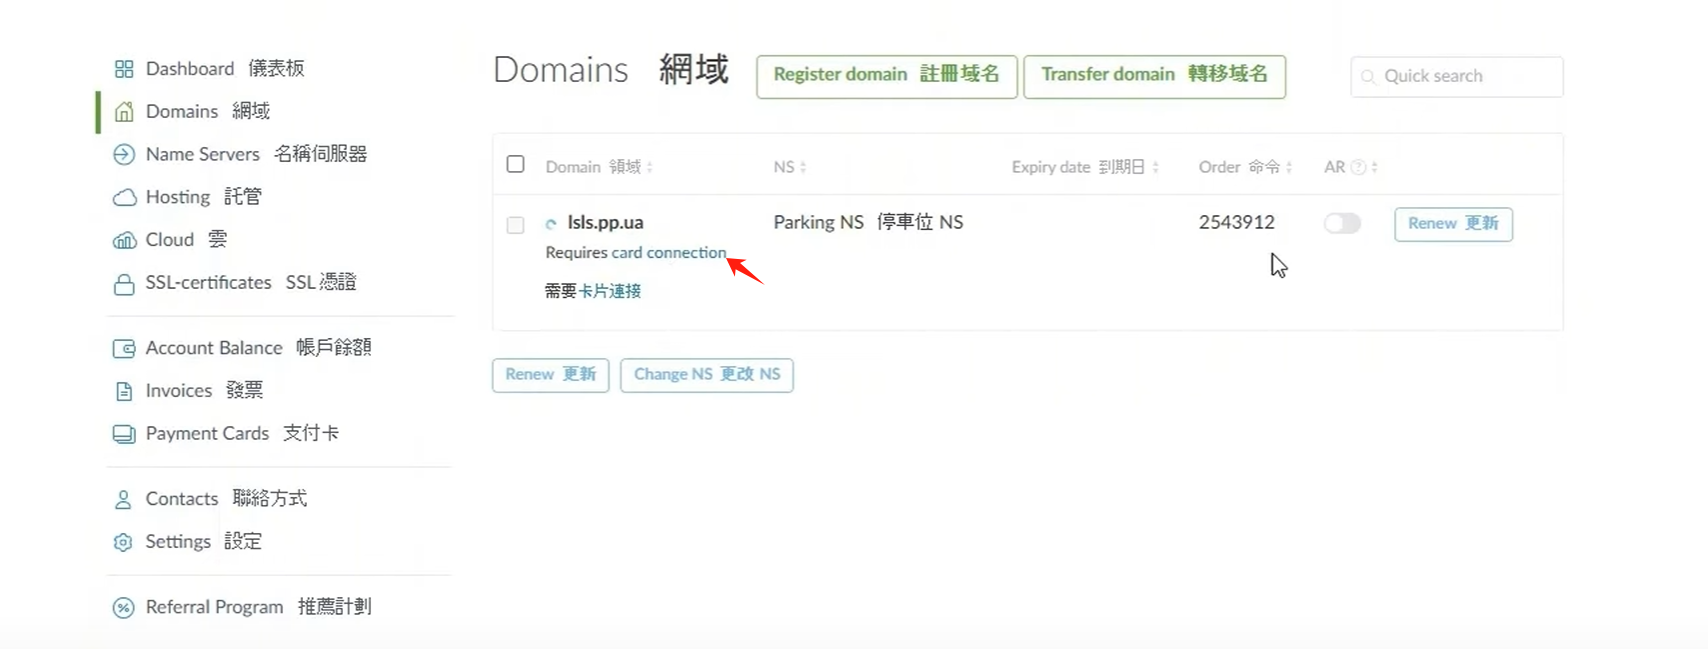 Dashboard 儀表板
Domains 網域
Name Servers 名稱伺服器
Hosting 託管
Cloud 雲
SSL-certificates SSL 憑證
Account Balance 帳戶餘額
Invoices 發票
Payment Cards 支付卡
Contacts 聯絡方式
Settings 設定
Referral Program 推薦計劃
Domains 網域
Register domain 註冊域名
Transfer domain 轉移域名
Quick search
Domain 領域 NS Expiry date 到期日 Order 命令 AR ?
lsls.pp.ua Parking NS 停車位 NS 2543912 Renew 更新
Requires card connection
需要卡片連接
Renew 更新 Change NS 更改 NS